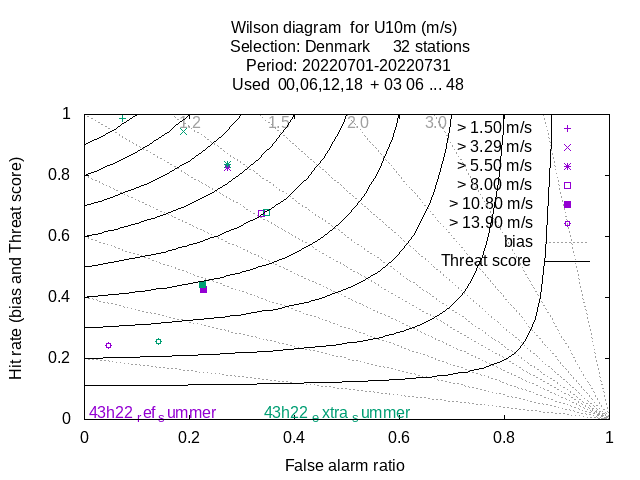 Wilson diagram  for U10m (m/s)
Selection: Denmark     32 stations
Period: 20220701-20220731
Used  00,06,12,18  + 03 06 ... 48
Hit rate (bias and Threat score)
1
0.8
0.6
0.4
0.2
0
1.2
1.5
2.0
3.0
> 1.50 m/s
> 3.29 m/s
> 5.50 m/s
> 8.00 m/s
> 10.80 m/s
> 13.90 m/s
bias
Threat score
43h22refsummer
43h22extrasummer
0 0.2 0.4 0.6 0.8 1
False alarm ratio